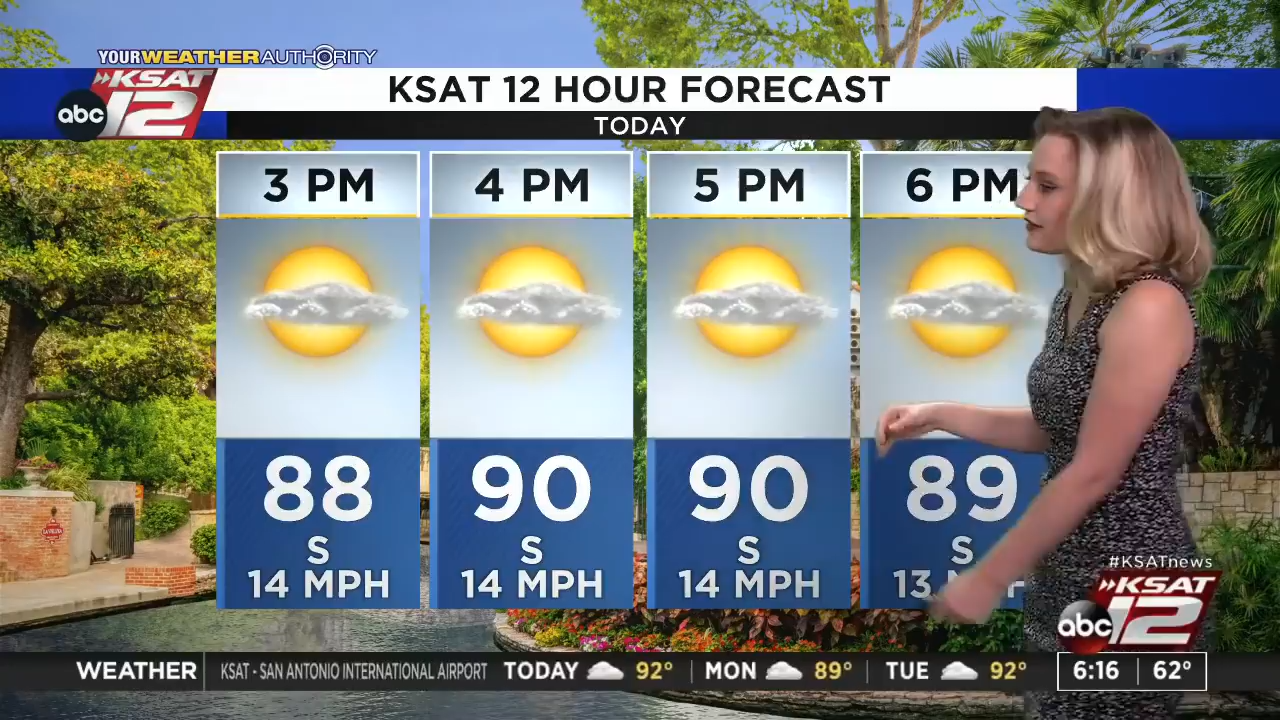 YOURWEATHERAUTHORITY
KSAT
abc 12
KSAT 12 HOUR FORECAST
TODAY
3 PM
4 PM
5 PM
6 PM
88
S
14 MPH
90
S
14 MPH
90
S
14 MPH
89
S
13
#KSATnews
KSAT
abc 12
WEATHER KSAT - SAN ANTONIO INTERNATIONAL AIRPORT TODAY 92° MON 89° TUE 92° 6:16 62°